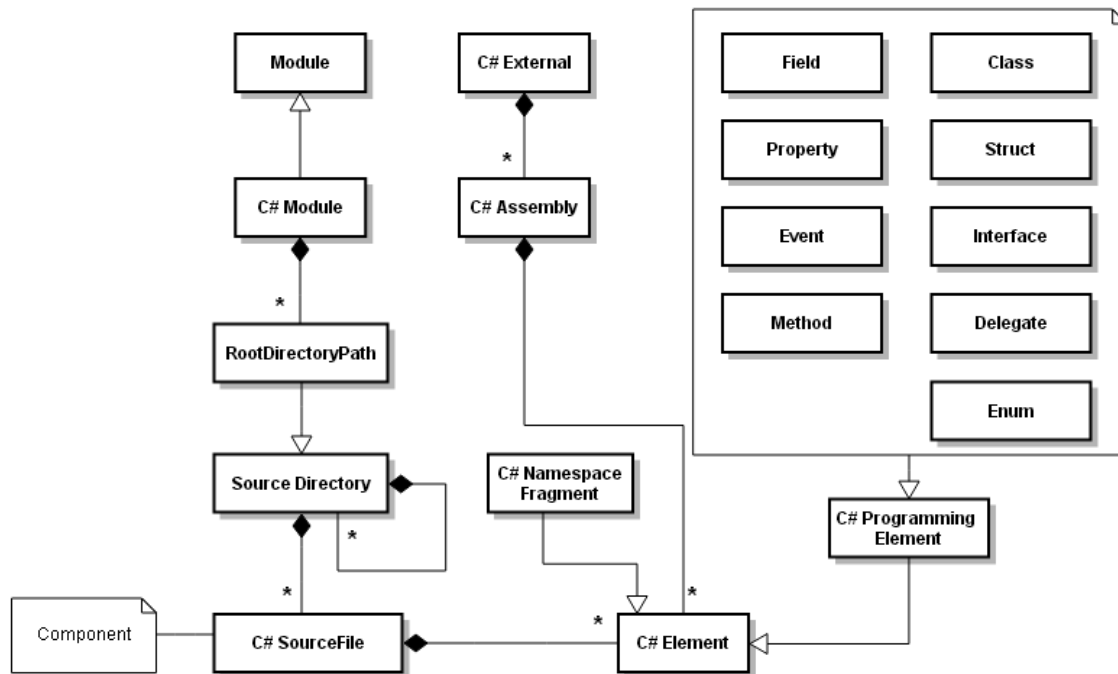 Module
C# External
Field
Class
Property
Struct
*
C# Module
C# Assembly
Event
Interface
*
Method
Delegate
RootDirectoryPath
Enum
Source Directory
C# Namespace
Fragment
C# Programming
Element
*
*
*
*
Component
C# SourceFile
C# Element